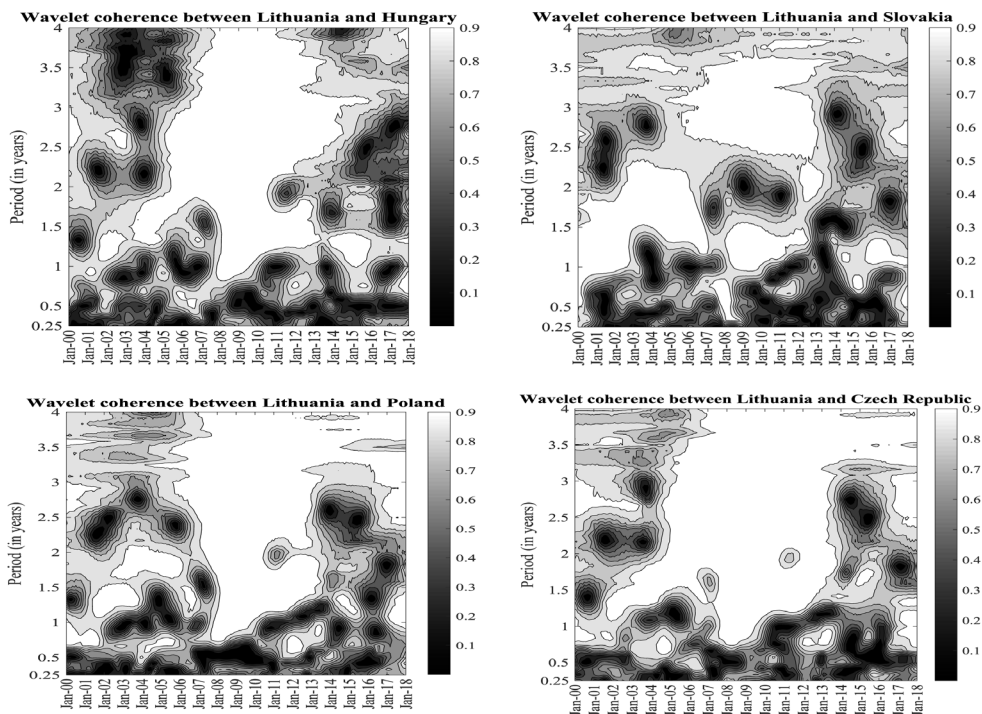 Wavelet coherence between Lithuania and Hungary
Period (in years)
4
3.5
3
2.5
2
1.5
1
0.5
0.25
Jan-00
Jan-01
Jan-02
Jan-03
Jan-04
Jan-05
Jan-06
Jan-07
Jan-08
Jan-09
Jan-10
Jan-11
Jan-12
Jan-13
Jan-14
Jan-15
Jan-16
Jan-17
Jan-18
0.9
0.8
0.7
0.6
0.5
0.4
0.3
0.2
0.1
Wavelet coherence between Lithuania and Slovakia
Period (in years)
4
3.5
3
2.5
2
1.5
1
0.5
0.25
Jan-00
Jan-01
Jan-02
Jan-03
Jan-04
Jan-05
Jan-06
Jan-07
Jan-08
Jan-09
Jan-10
Jan-11
Jan-12
Jan-13
Jan-14
Jan-15
Jan-16
Jan-17
Jan-18
0.9
0.8
0.7
0.6
0.5
0.4
0.3
0.2
0.1
Wavelet coherence between Lithuania and Poland
Period (in years)
4
3.5
3
2.5
2
1.5
1
0.5
0.25
Jan-00
Jan-01
Jan-02
Jan-03
Jan-04
Jan-05
Jan-06
Jan-07
Jan-08
Jan-09
Jan-10
Jan-11
Jan-12
Jan-13
Jan-14
Jan-15
Jan-16
Jan-17
Jan-18
0.9
0.8
0.7
0.6
0.5
0.4
0.3
0.2
0.1
Wavelet coherence between Lithuania and Czech Republic
Period (in years)
4
3.5
3
2.5
2
1.5
1
0.5
0.25
Jan-00
Jan-01
Jan-02
Jan-03
Jan-04
Jan-05
Jan-06
Jan-07
Jan-08
Jan-09
Jan-10
Jan-11
Jan-12
Jan-13
Jan-14
Jan-15
Jan-16
Jan-17
Jan-18
0.9
0.8
0.7
0.6
0.5
0.4
0.3
0.2
0.1